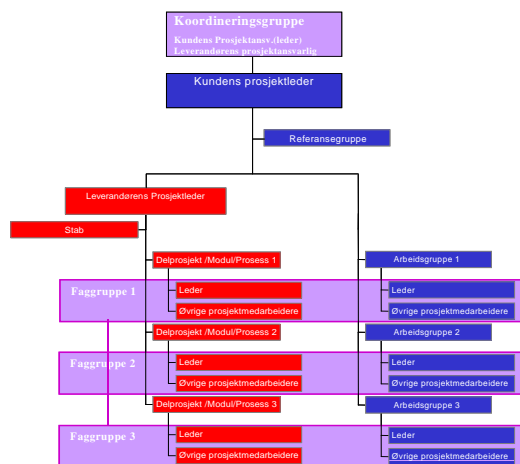 Koordineringsgruppe
Kundens Prosjektansv.(leder)
Leverandørens prosjektansvarlig
Kundens prosjektleder
Referansegruppe
Leverandørens Prosjektleder
Stab
Delprosjekt /Modul/Prosess 1
Arbeidsgruppe 1
Faggruppe 1
Leder
Leder
Øvrige prosjektmedarbeidere
Øvrige prosjektmedarbeidere
Delprosjekt /Modul/Prosess 2
Arbeidsgruppe 2
Faggruppe 2
Leder
Leder
Øvrige prosjektmedarbeidere
Øvrige prosjektmedarbeidere
Delprosjekt /Modul/Prosess 3
Arbeidsgruppe 3
Faggruppe 3
Leder
Leder
Øvrige prosjektmedarbeidere
Øvrige prosjektmedarbeidere